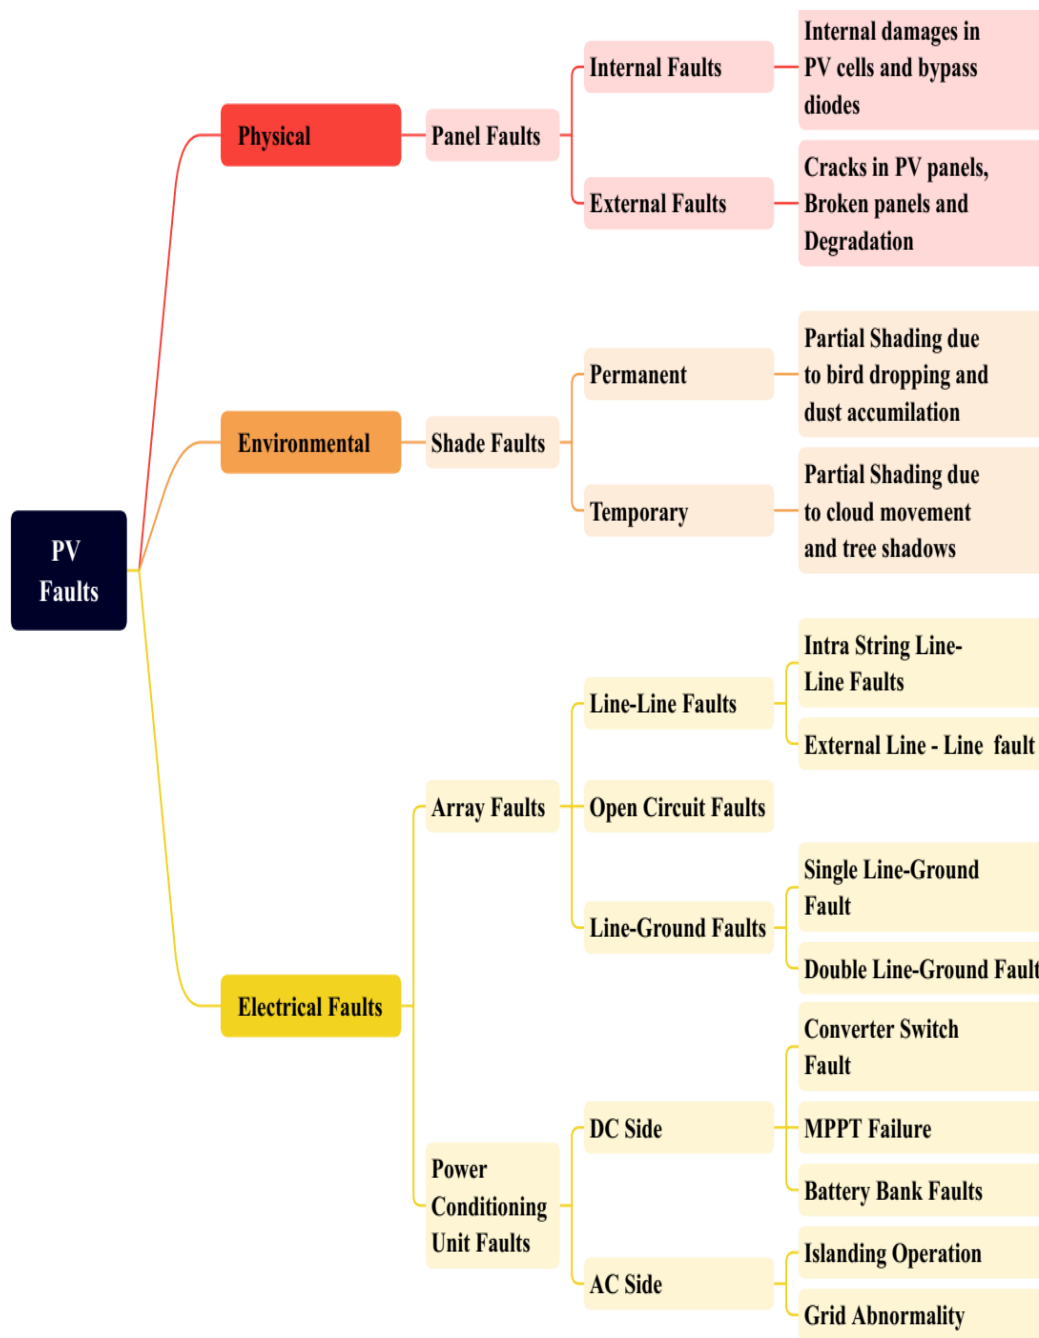 Internal damages in
PV cells and bypass
diodes
Internal Faults
Physical
Panel Faults
Cracks in PV panels,
Broken panels and
Degradation
External Faults
Partial Shading due
to bird dropping and
dust accumilation
Permanent
Environmental
Shade Faults
Partial Shading due
to cloud movement
and tree shadows
Temporary
PV
Faults
Intra String Line-
Line Faults
Line-Line Faults
External Line - Line fault
Array Faults
Open Circuit Faults
Single Line-Ground
Fault
Line-Ground Faults
Double Line-Ground Fault
Electrical Faults
Converter Switch
Fault
DC Side
MPPT Failure
Battery Bank Faults
Power
Conditioning
Unit Faults
Islanding Operation
AC Side
Grid Abnormality